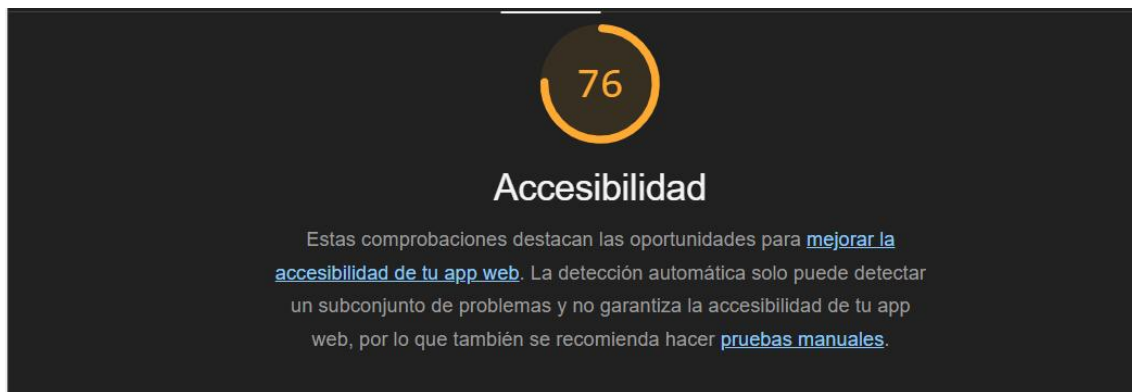 76
Accesibilidad
Estas comprobaciones destacan las oportunidades para mejorar la
accesibilidad de tu app web. La detección automática solo puede detectar
un subconjunto de problemas y no garantiza la accesibilidad de tu app
web, por lo que también se recomienda hacer pruebas manuales.